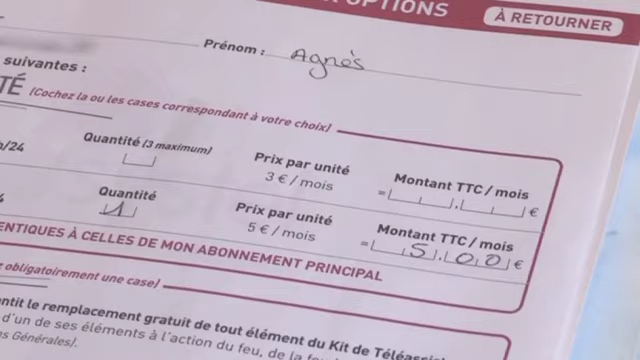 OPTIONS
À RETOURNER
Prénom : Agnès
suivantes :
TÉ (Cochez la ou les cases correspondant à votre choix)
/24 Quantité (3 maximum) Prix par unité 3 € / mois Montant TTC / mois = . €
Quantité 1 Prix par unité 5 € / mois Montant TTC / mois = 5.00 €
ENTIQUES À CELLES DE MON ABONNEMENT PRINCIPAL
obligatoirement une case)
ntit le remplacement gratuit de tout élément du Kit de Téléassis
d'un de ses éléments à l'action du feu, de la fou
s Générales).